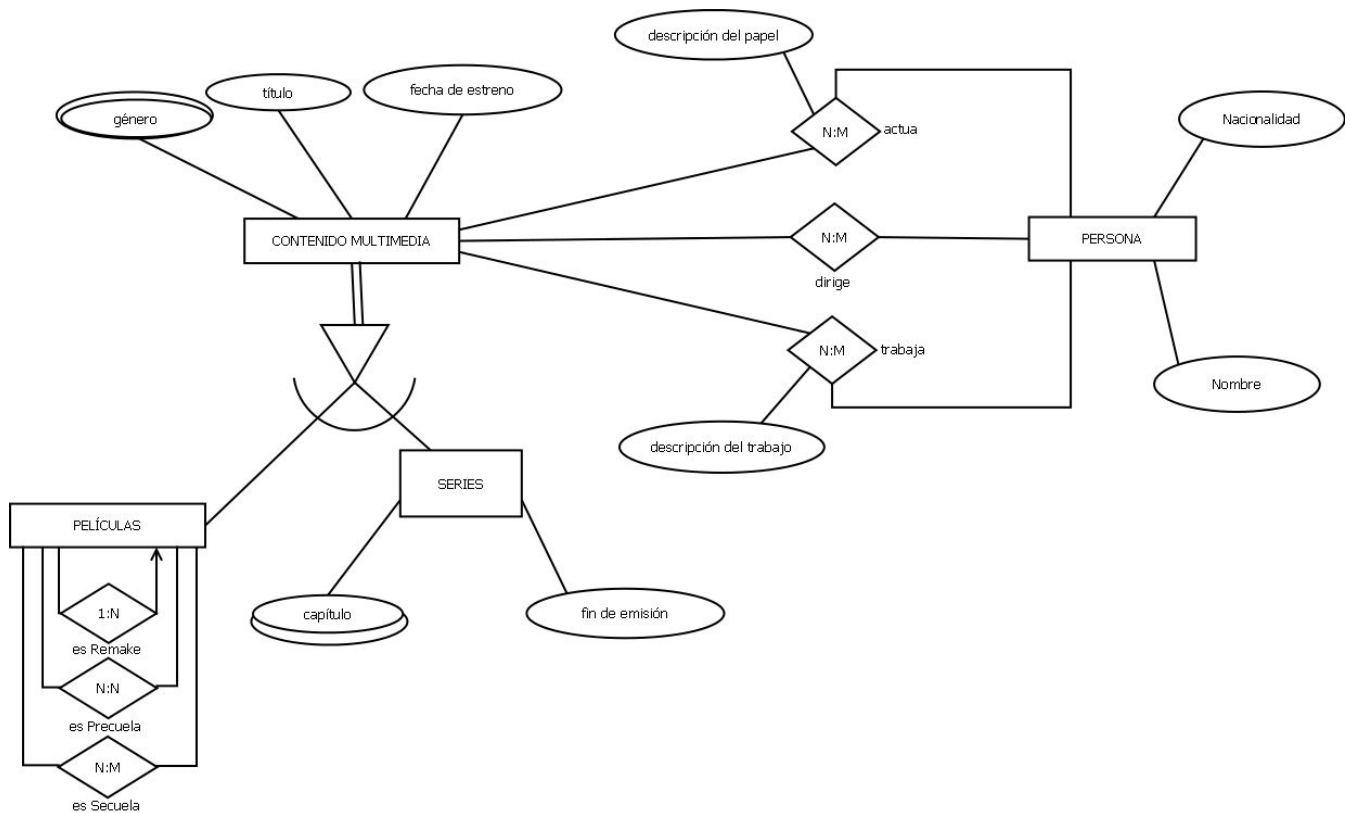 descripción del papel
género
título
fecha de estreno
N:M
actua
Nacionalidad
CONTENIDO MULTIMEDIA
N:M
dirige
PERSONA
N:M
trabaja
Nombre
descripción del trabajo
SERIES
PELÍCULAS
capítulo
fin de emisión
1:N
es Remake
N:N
es Precuela
N:M
es Secuela